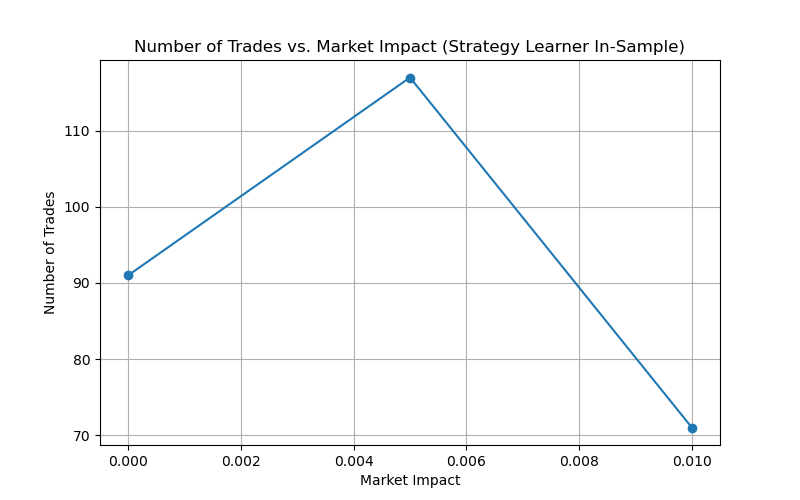 Number of Trades vs. Market Impact (Strategy Learner In-Sample)
110
100
90
80
70
Number of Trades
0.000 0.002 0.004 0.006 0.008 0.010
Market Impact